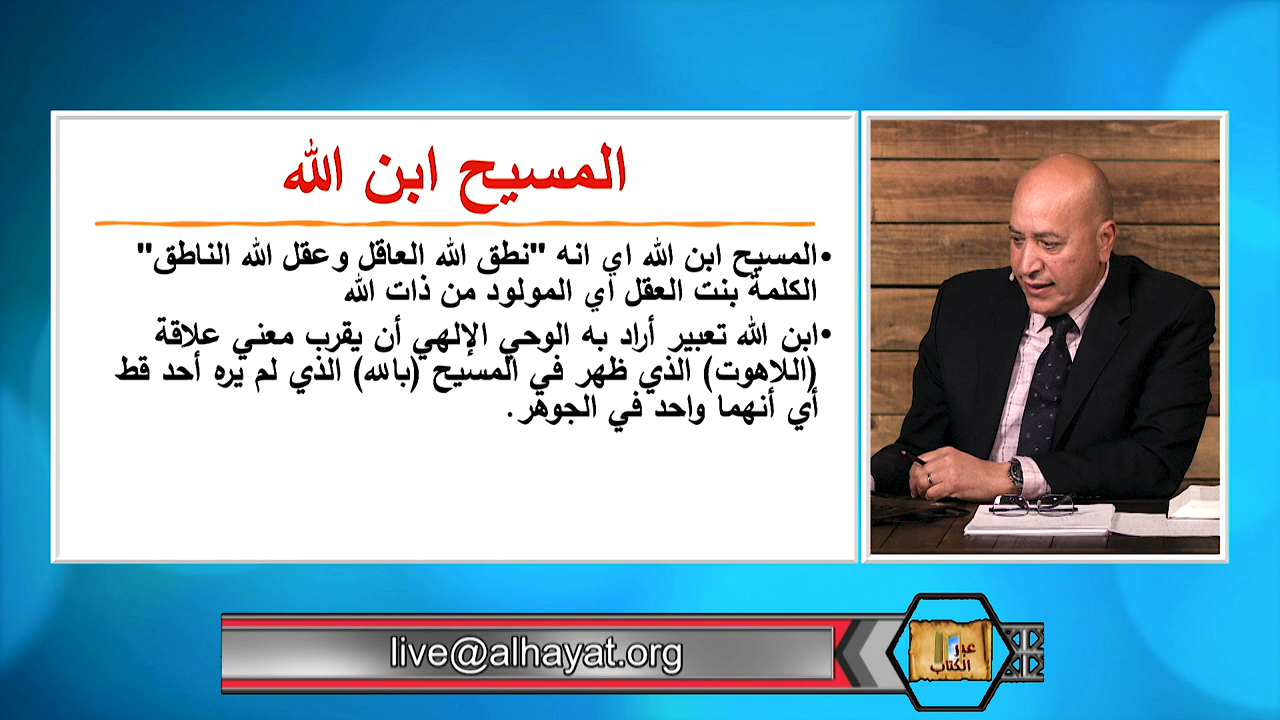 المسيح ابن الله
•المسيح ابن الله اي انه "نطق الله العاقل وعقل الله الناطق"
الكلمة بنت العقل اي المولود من ذات الله
•ابن الله تعبير أراد به الوحي الإلهي أن يقرب معني علاقة
(اللاهوت) الذي ظهر في المسيح (بالله) الذي لم يره أحد قط
أي أنهما واحد في الجوهر.
live@alhayat.org
عبر
الكتاب